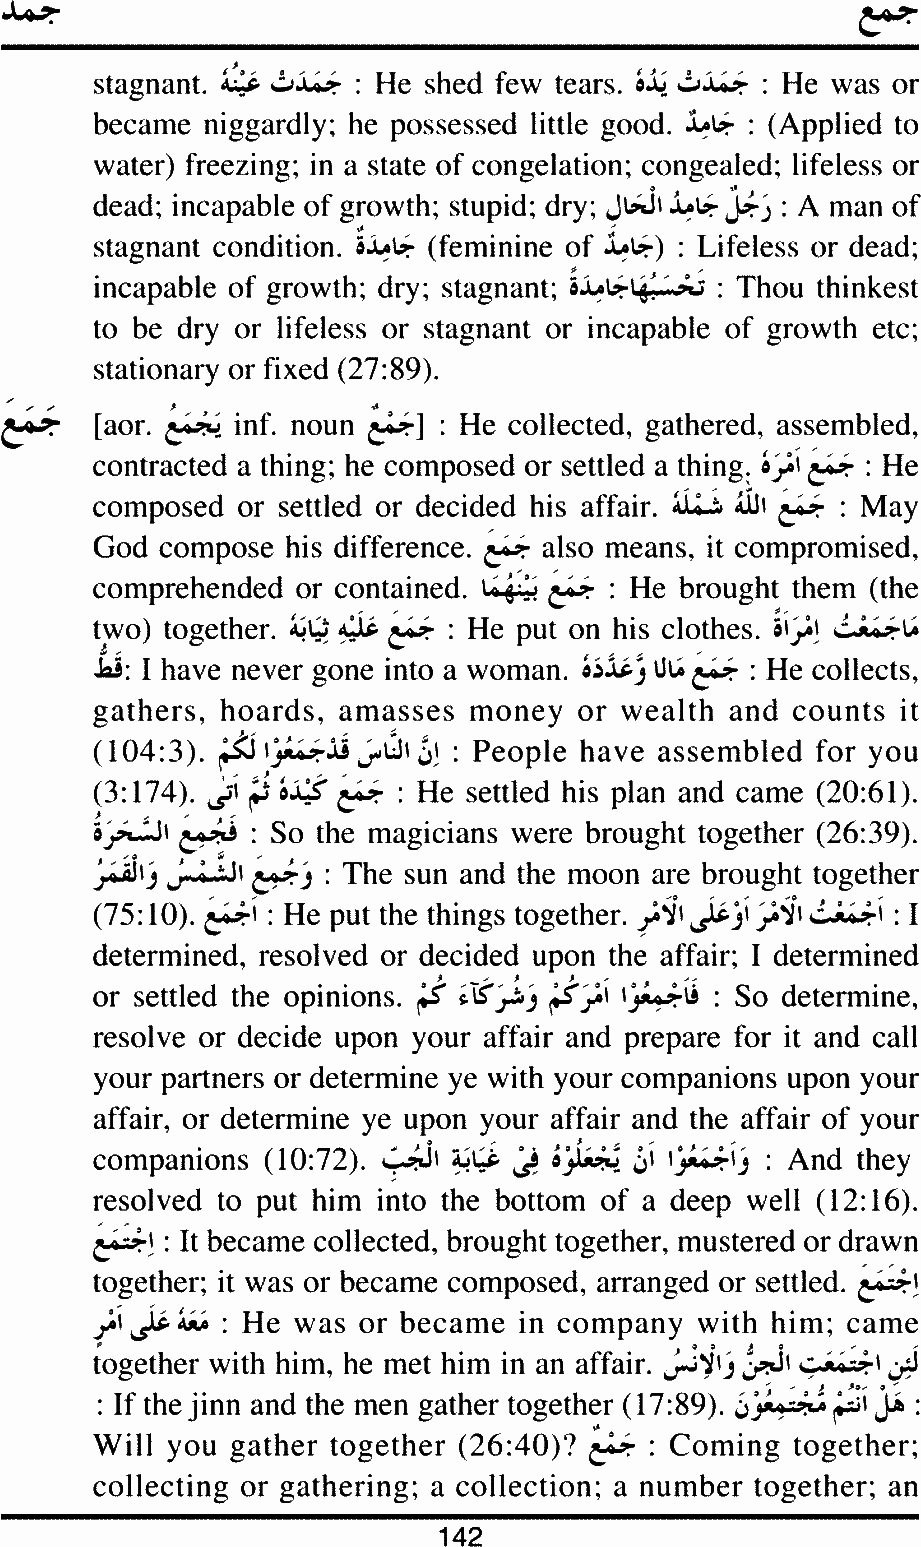 جمد جمع
stagnant. جَمَدَتْ عَيْنُهُ : He shed few tears. جَمَدَتْ يَدُهُ : He was or
became niggardly; he possessed little good. جَامِدٌ : (Applied to
water) freezing; in a state of congelation; congealed; lifeless or
dead; incapable of growth; stupid; dry; رَجُلٌ جَامِدُ الْحَالِ : A man of
stagnant condition. جَامِدَةٌ (feminine of جَامِدٌ) : Lifeless or dead;
incapable of growth; dry; stagnant; تَحْسَبُهَاجَامِدَةً : Thou thinkest
to be dry or lifeless or stagnant or incapable of growth etc;
stationary or fixed (27:89).
جَمَعَ [aor. يَجْمَعُ inf. noun جَمْعٌ] : He collected, gathered, assembled,
contracted a thing; he composed or settled a thing. جَمَعَ اَمْرَهُ : He
composed or settled or decided his affair. جَمَعَ اللّٰهُ شَمْلَهُ : May
God compose his difference. جَمَعَ also means, it compromised,
comprehended or contained. جَمَعَ بَيْنَهُمَا : He brought them (the
two) together. جَمَعَ عَلَيْهِ ثِيَابَهُ : He put on his clothes. مَاجَمَعْتُ اِمْرَاَةً
قَطُّ: I have never gone into a woman. جَمَعَ مَالًا وَّعَدَّدَهُ : He collects,
gathers, hoards, amasses money or wealth and counts it
(104:3). اِنَّ النَّاسَ قَدْجَمَعُوْا لَكُمْ : People have assembled for you
(3:174). جَمَعَ كَيْدَهُ ثُمَّ اَتٰى : He settled his plan and came (20:61).
فَجُمِعَ السَّحَرَةُ : So the magicians were brought together (26:39).
وَجُمِعَ الشَّمْسُ وَالْقَمَرُ : The sun and the moon are brought together
(75:10). اَجْمَعَ : He put the things together. اَجْمَعْتُ الْاَمْرَ اَوْعَلَى الْاَمْرِ : I
determined, resolved or decided upon the affair; I determined
or settled the opinions. فَاَجْمِعُوْا اَمْرَكُمْ وَشُرَكَآءَ كُمْ : So determine,
resolve or decide upon your affair and prepare for it and call
your partners or determine ye with your companions upon your
affair, or determine ye upon your affair and the affair of your
companions (10:72). وَاَجْمَعُوْا اَنْ يَّجْعَلُوْهُ فِىْ غَيَابَةِ الْجُبِّ : And they
resolved to put him into the bottom of a deep well (12:16).
اِجْتَمَعَ : It became collected, brought together, mustered or drawn
together; it was or became composed, arranged or settled. اِجْتَمَعَ
مَعَهُ عَلٰى اَمْرٍ : He was or became in company with him; came
together with him, he met him in an affair. لَئِنِ اجْتَمَعَتِ الْجِنُّ وَالْاِنْسُ
: If the jinn and the men gather together (17:89). هَلْ اَنْتُمْ مُجْتَمِعُوْنَ :
Will you gather together (26:40)? جَمْعٌ : Coming together;
collecting or gathering; a collection; a number together; an
142